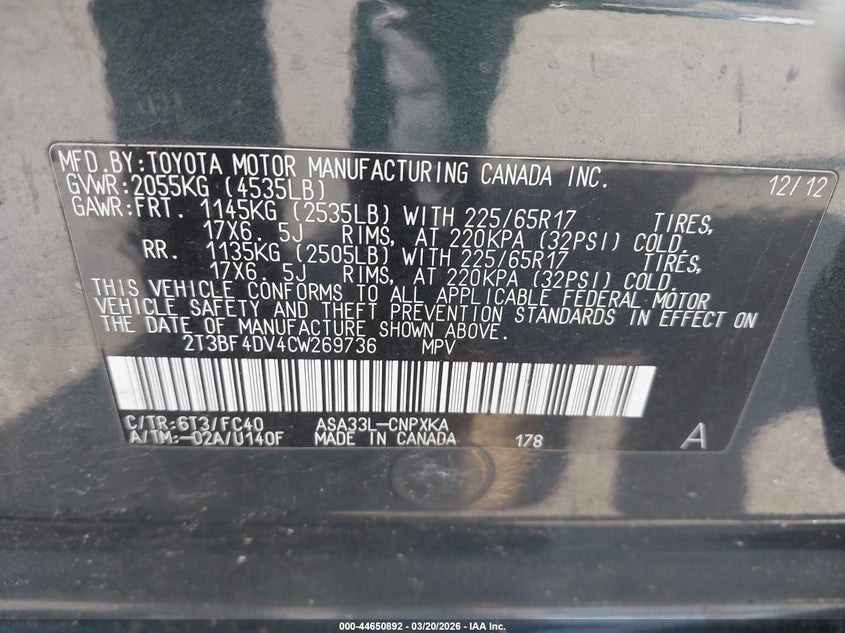 MFD.BY:TOYOTA MOTOR MANUFACTURING CANADA INC. 12/12
GVWR:2055KG (4535LB)
GAWR:FRT. 1145KG (2535LB) WITH 225/65R17 TIRES,
17X6. 5J RIMS, AT 220KPA (32PSI) COLD.
RR. 1135KG (2505LB) WITH 225/65R17 TIRES,
17X6. 5J RIMS, AT 220KPA (32PSI) COLD.
THIS VEHICLE CONFORMS TO ALL APPLICABLE FEDERAL MOTOR
VEHICLE SAFETY AND THEFT PREVENTION STANDARDS IN EFFECT ON
THE DATE OF MANUFACTURE SHOWN ABOVE.
2T3BF4DV4CW269736 MPV
C/TR:6T3/FC40 ASA33L-CNPXKA
A/TM:-02A/U140F MADE IN CANADA 178 A
000-44650892 - 03/20/2026 - IAA Inc.